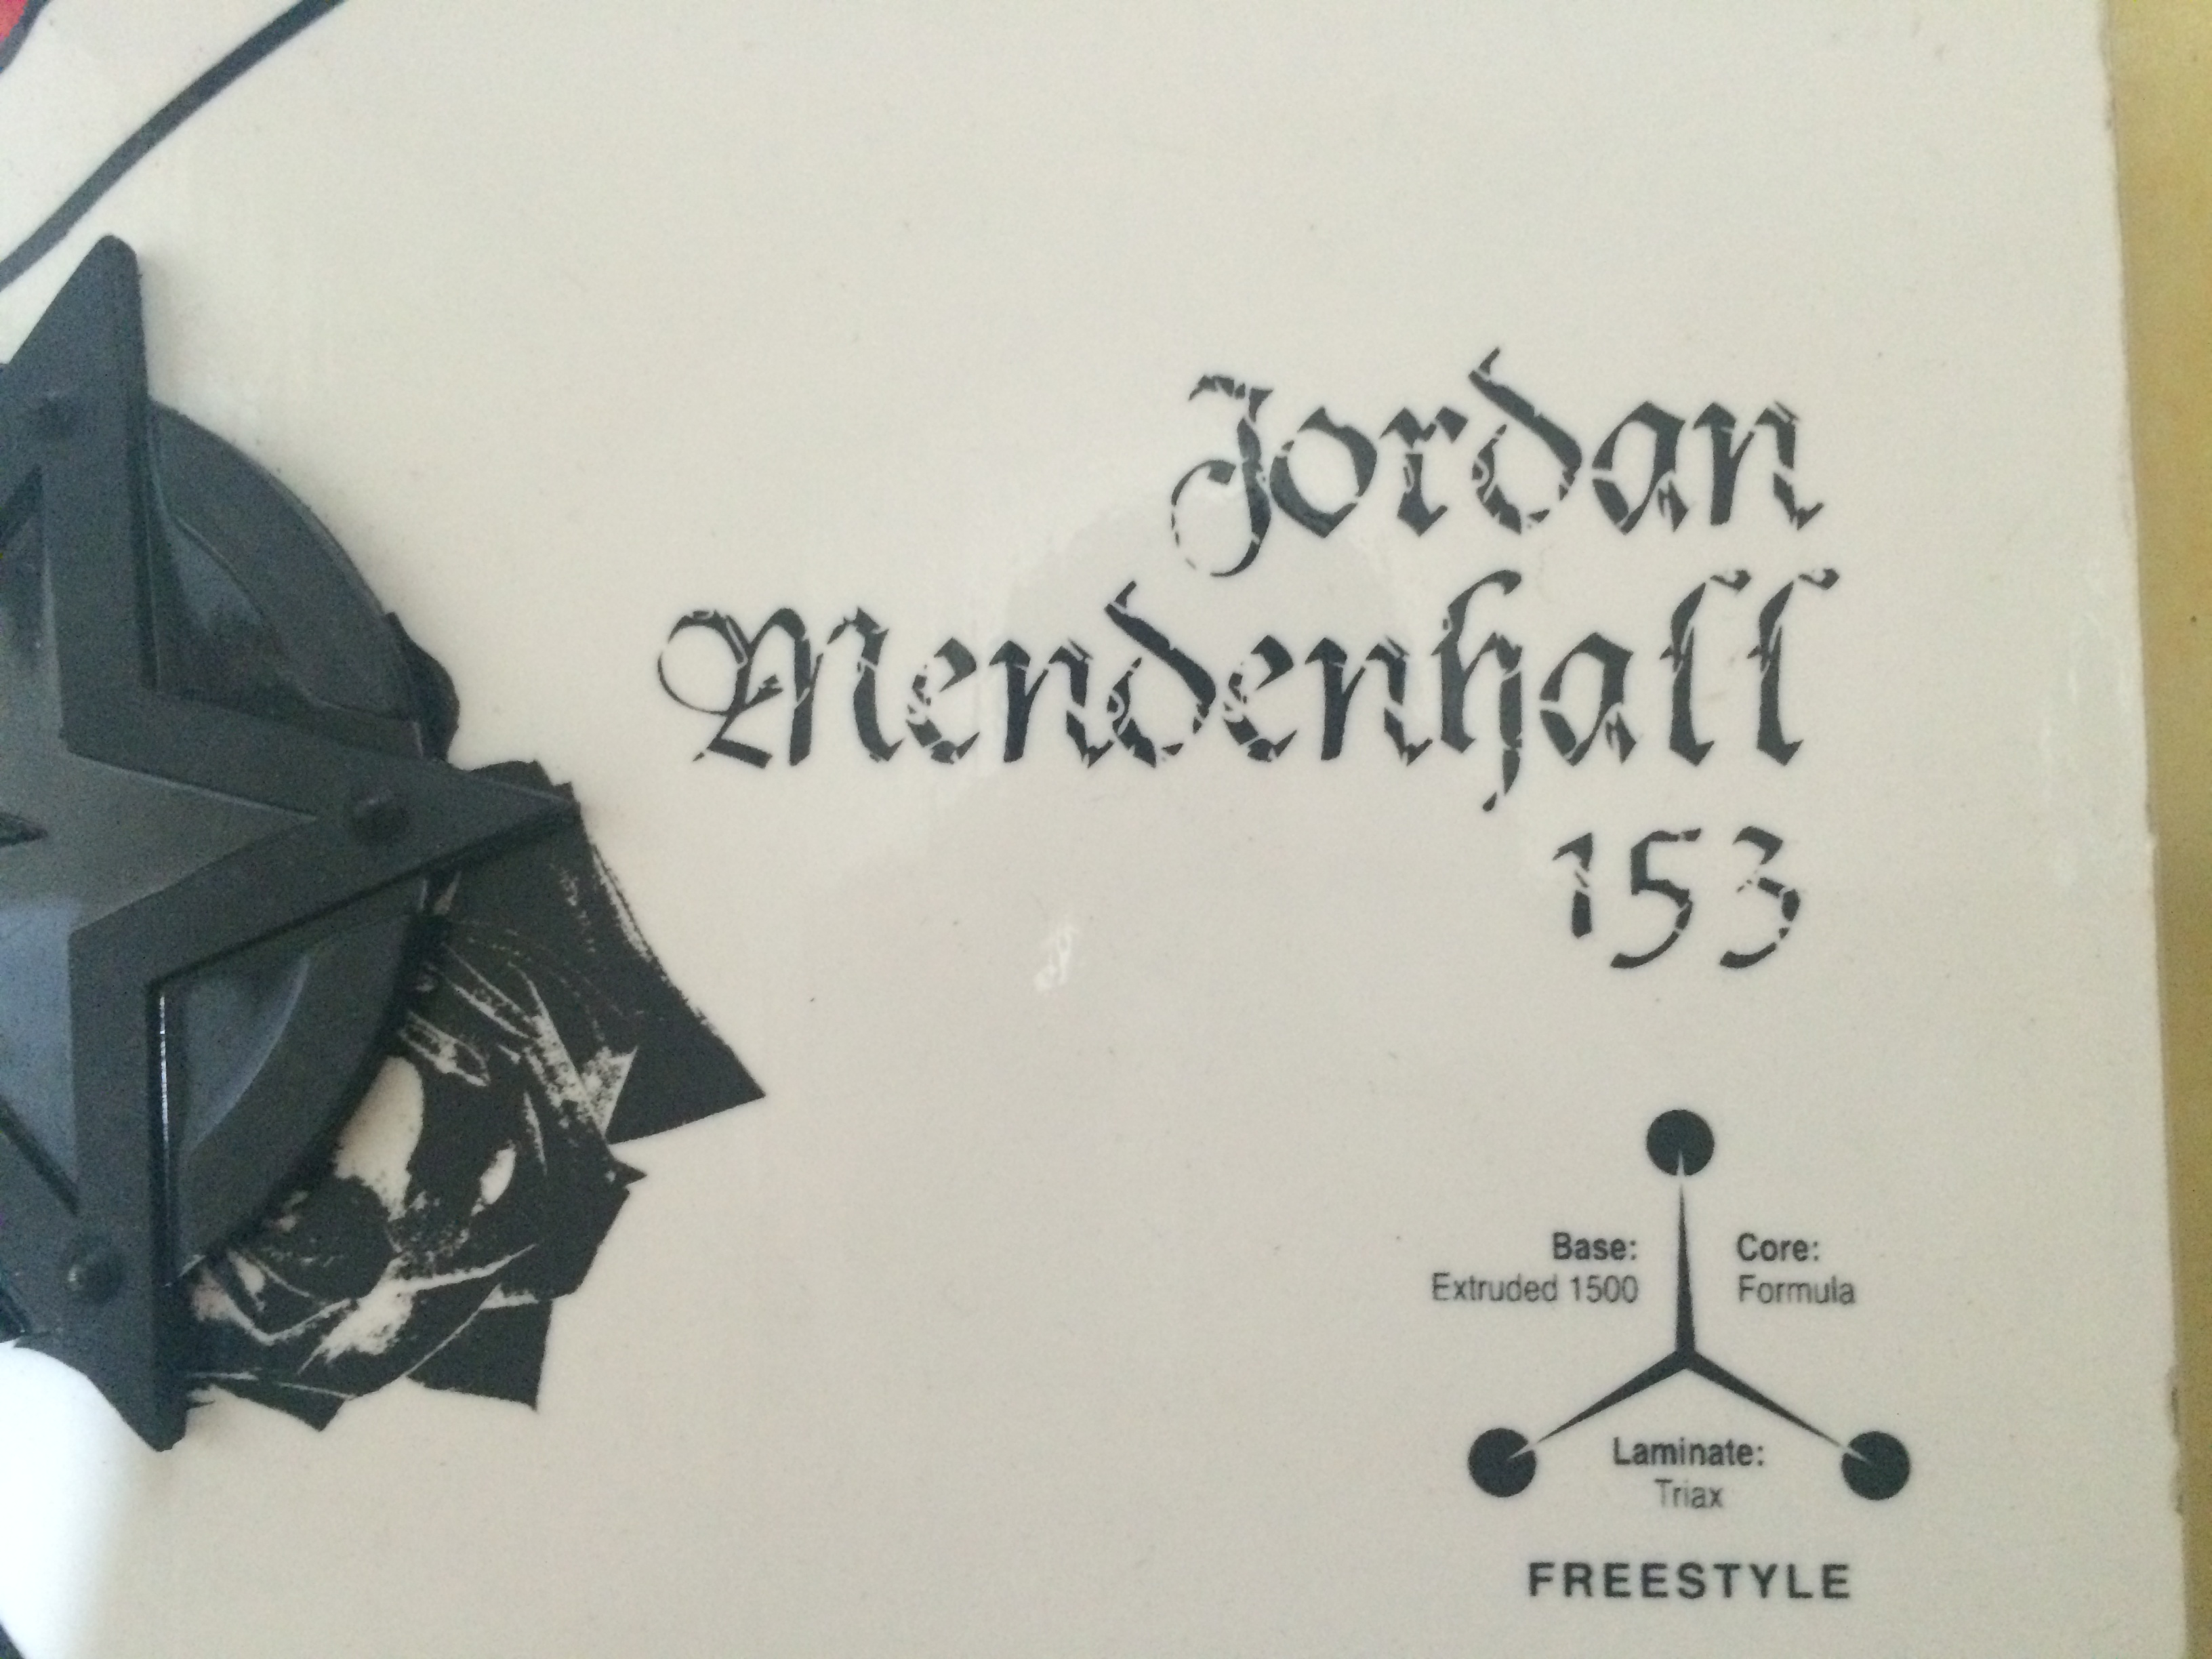 Jordan
Mendenhall
153
Base:
Extruded 1500
Core:
Formula
Laminate:
Triax
FREESTYLE